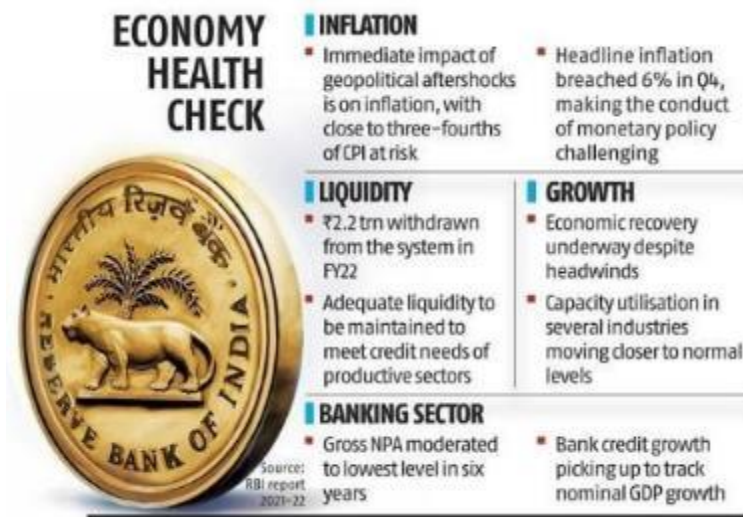 ECONOMY
HEALTH
CHECK
INFLATION
Immediate impact of
geopolitical aftershocks
is on inflation, with
close to three-fourths
of CPI at risk
Headline inflation
breached 6% in Q4,
making the conduct
of monetary policy
challenging
LIQUIDITY
₹2.2 trn withdrawn
from the system in
FY22
Adequate liquidity to
be maintained to
meet credit needs of
productive sectors
GROWTH
Economic recovery
underway despite
headwinds
Capacity utilisation in
several industries
moving closer to normal
levels
BANKING SECTOR
Gross NPA moderated
to lowest level in six
years
Bank credit growth
picking up to track
nominal GDP growth
भारतीय रिज़र्व बैंक
RESERVE BANK OF INDIA
Source:
RBI report
2021-22